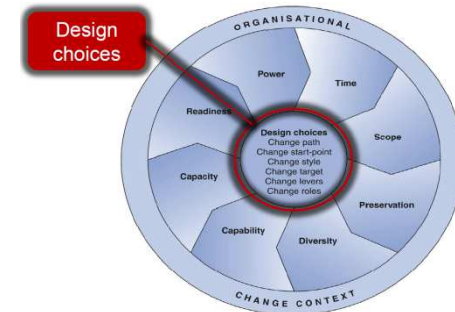 Design
choices
ORGANISATIONAL
Power
Time
Readiness
Scope
Design choices
Change path
Change start-point
Change style
Change target
Change levers
Change roles
Capacity
Preservation
Capability
Diversity
CHANGE CONTEXT